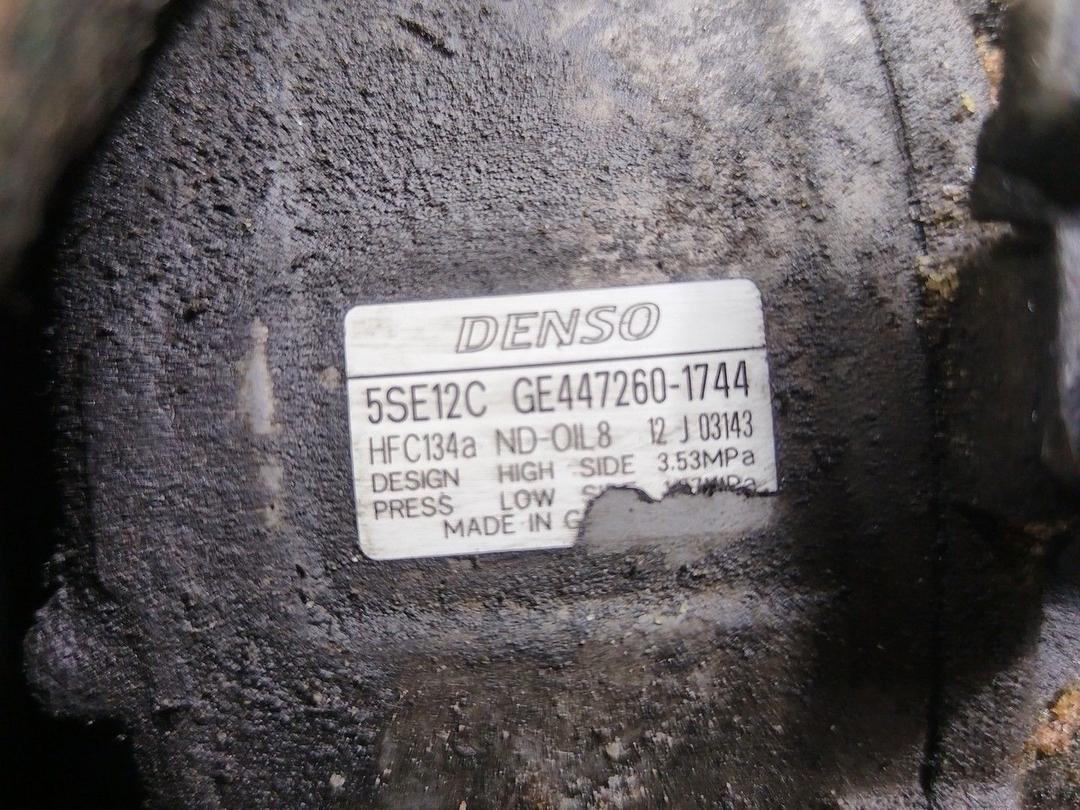 DENSO
5SE12C GE447260-1744
HFC134a ND-OIL8 12 J 03143
DESIGN HIGH SIDE 3.53MPa
PRESS LOW
MADE IN